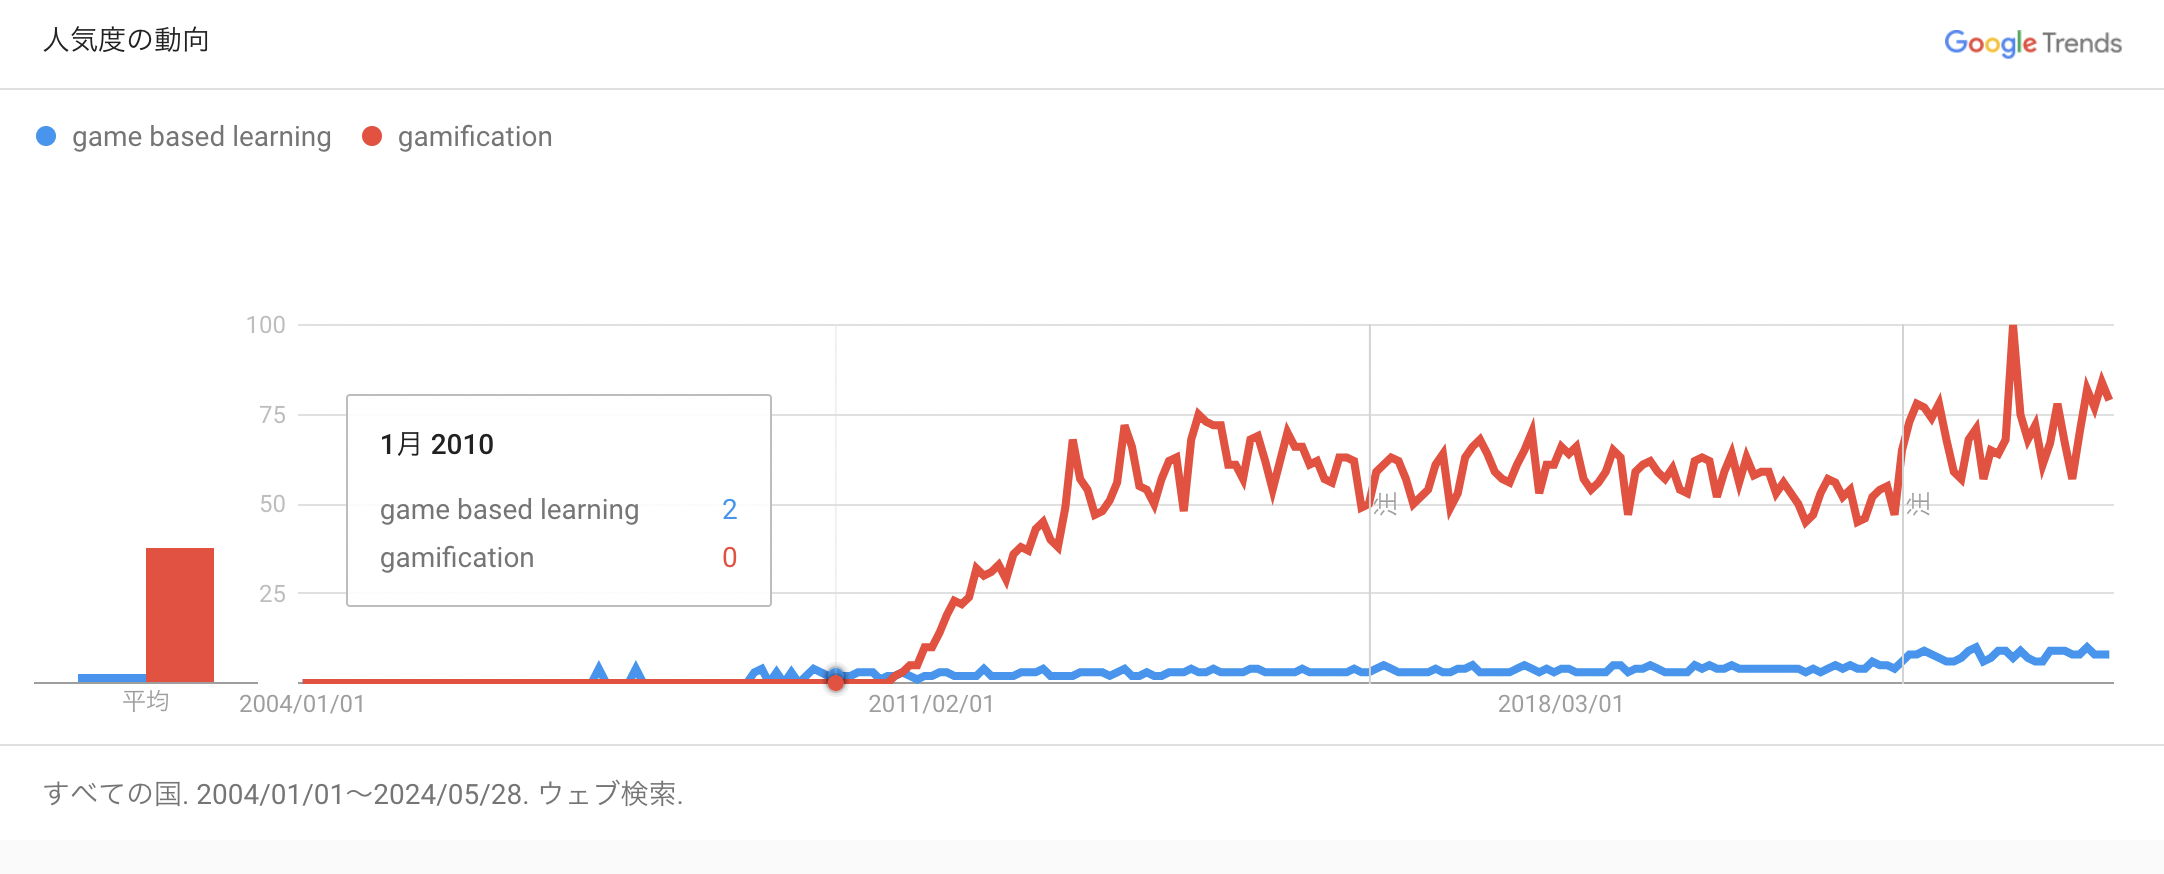 人気度の動向
Google Trends
game based learning gamification
100
75
50
25
1月 2010
game based learning 2
gamification 0
注
注
平均
2004/01/01 2011/02/01 2018/03/01
すべての国. 2004/01/01～2024/05/28. ウェブ検索.